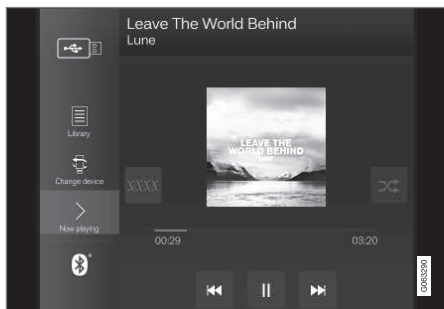 Leave The World Behind
Lune
Library
Change device
Now playing
LEAVE THE
WORLD BEHIND
LUNE
XXXX
00:29
03:20
G063290